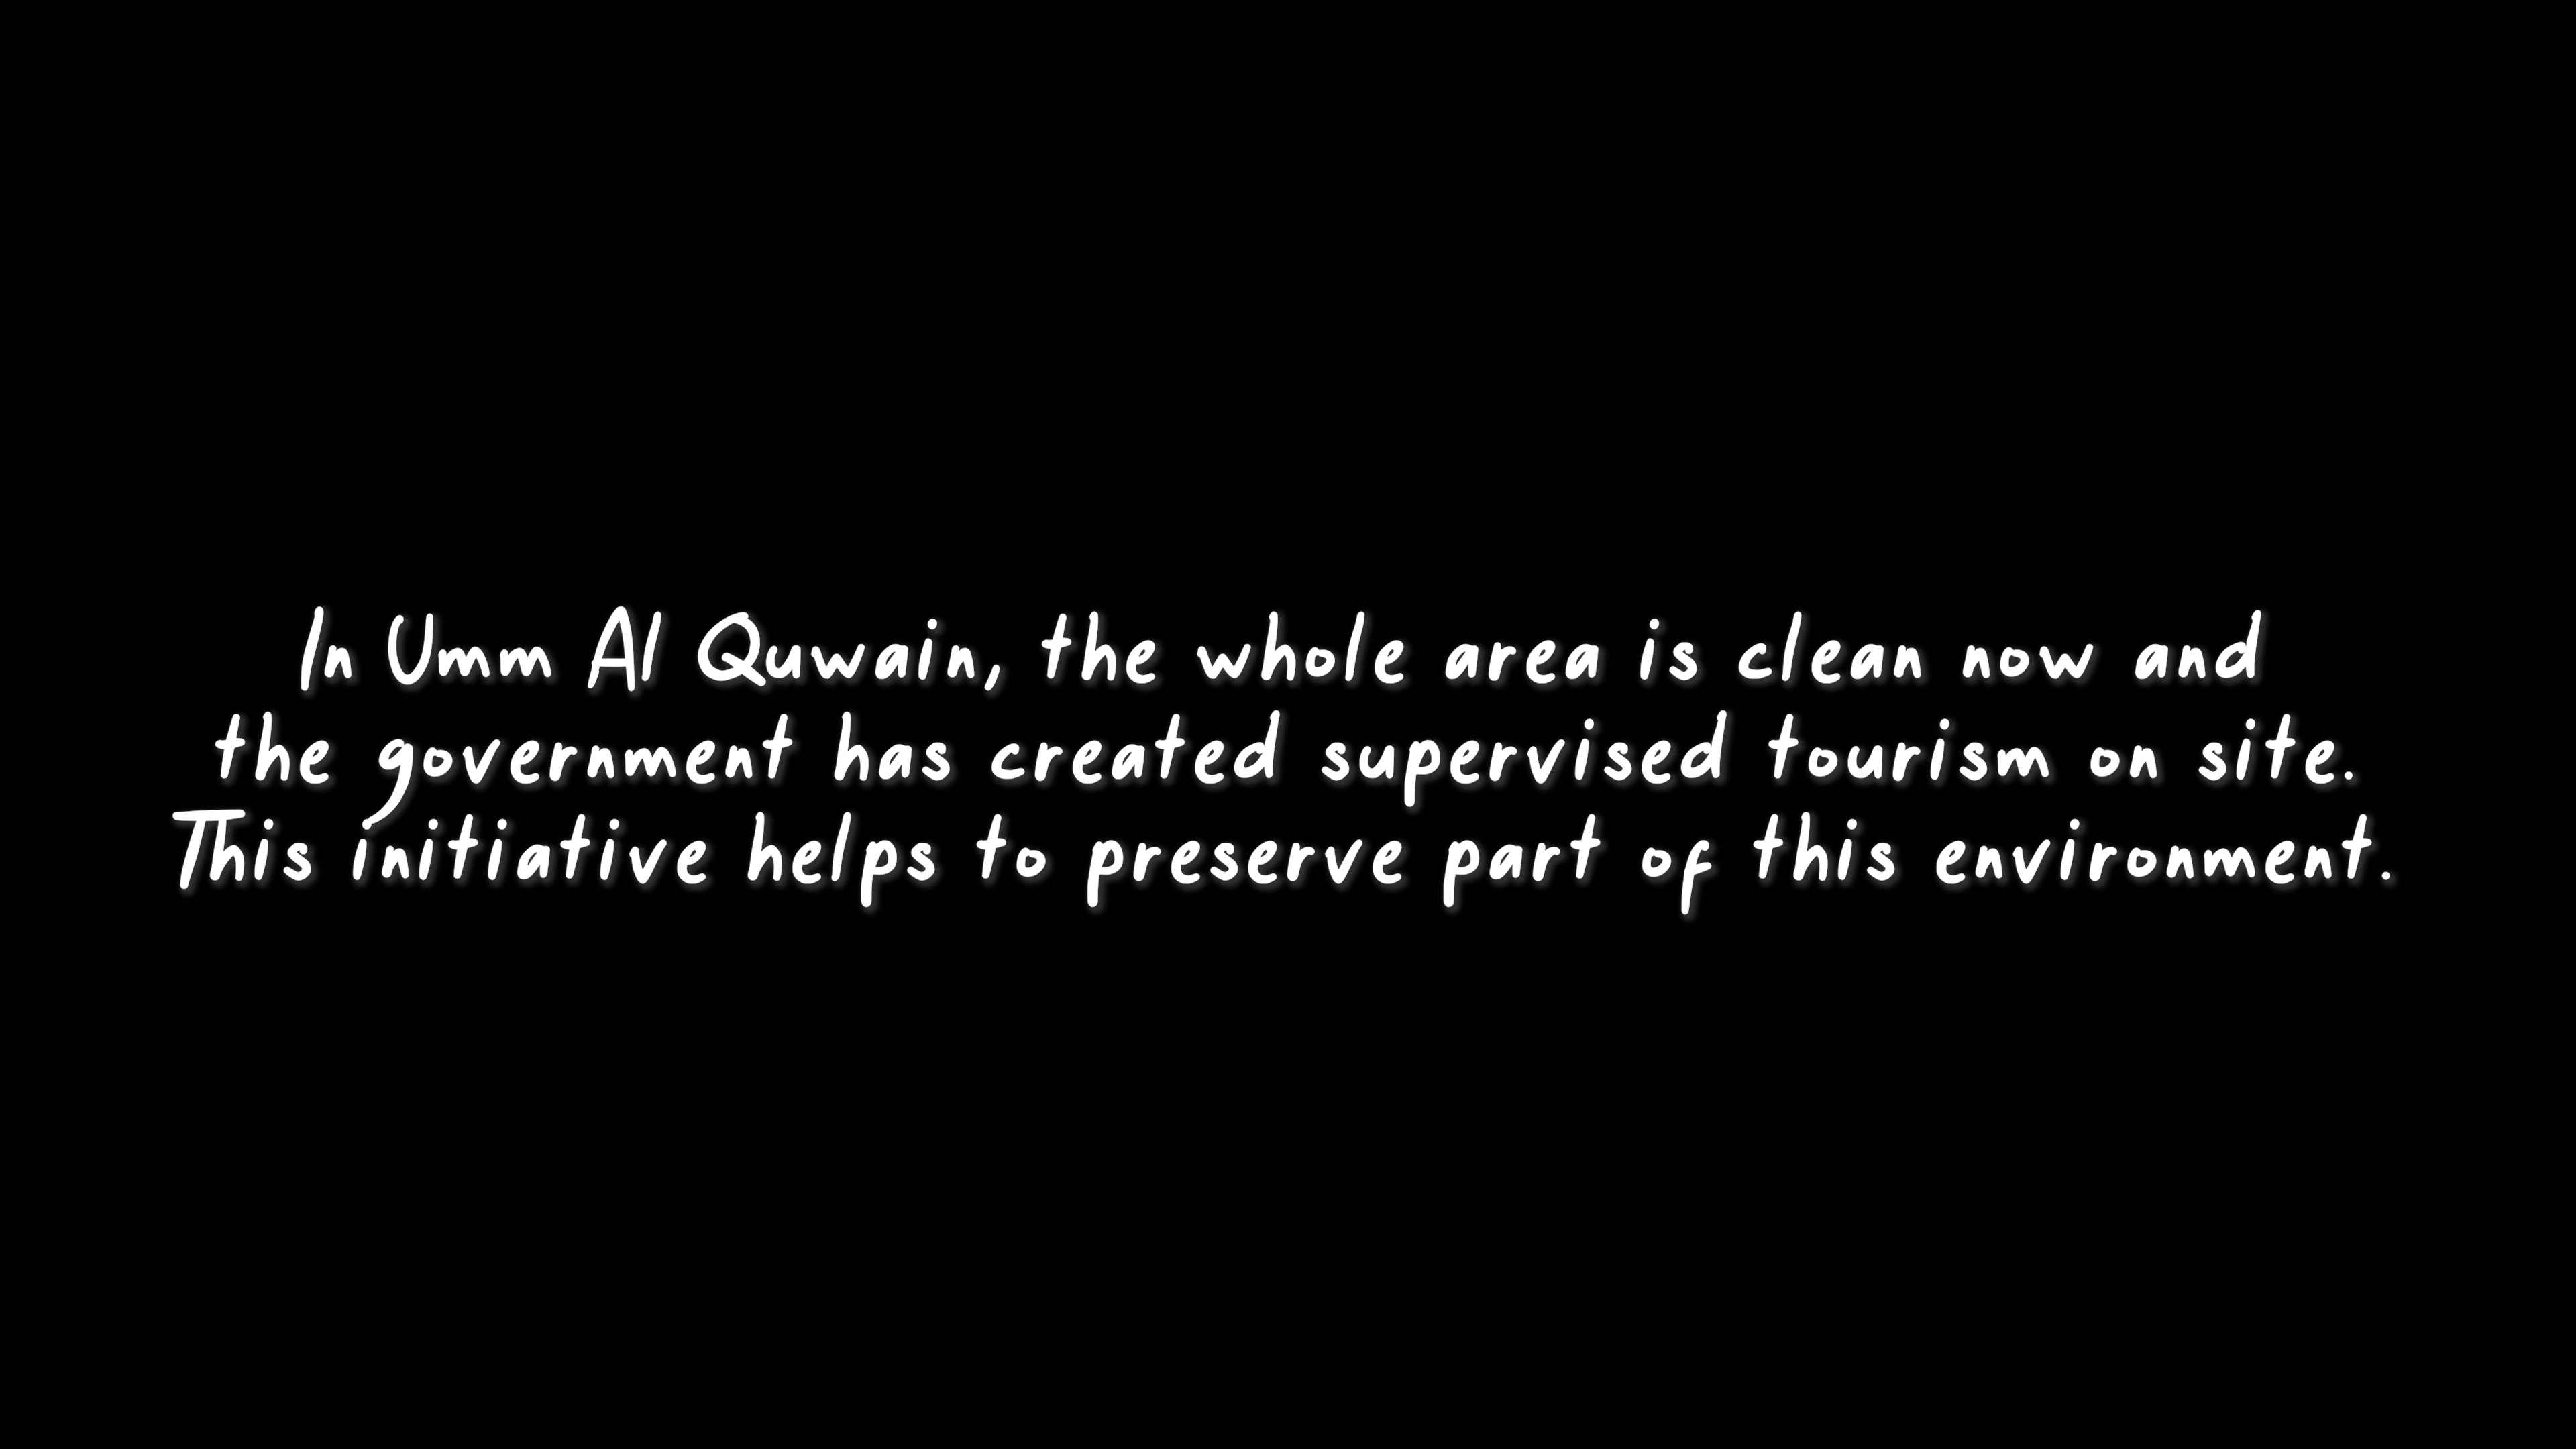 In Umm Al Quwain, the whole area is clean now and
the government has created supervised tourism on site.
This initiative helps to preserve part of this environment.